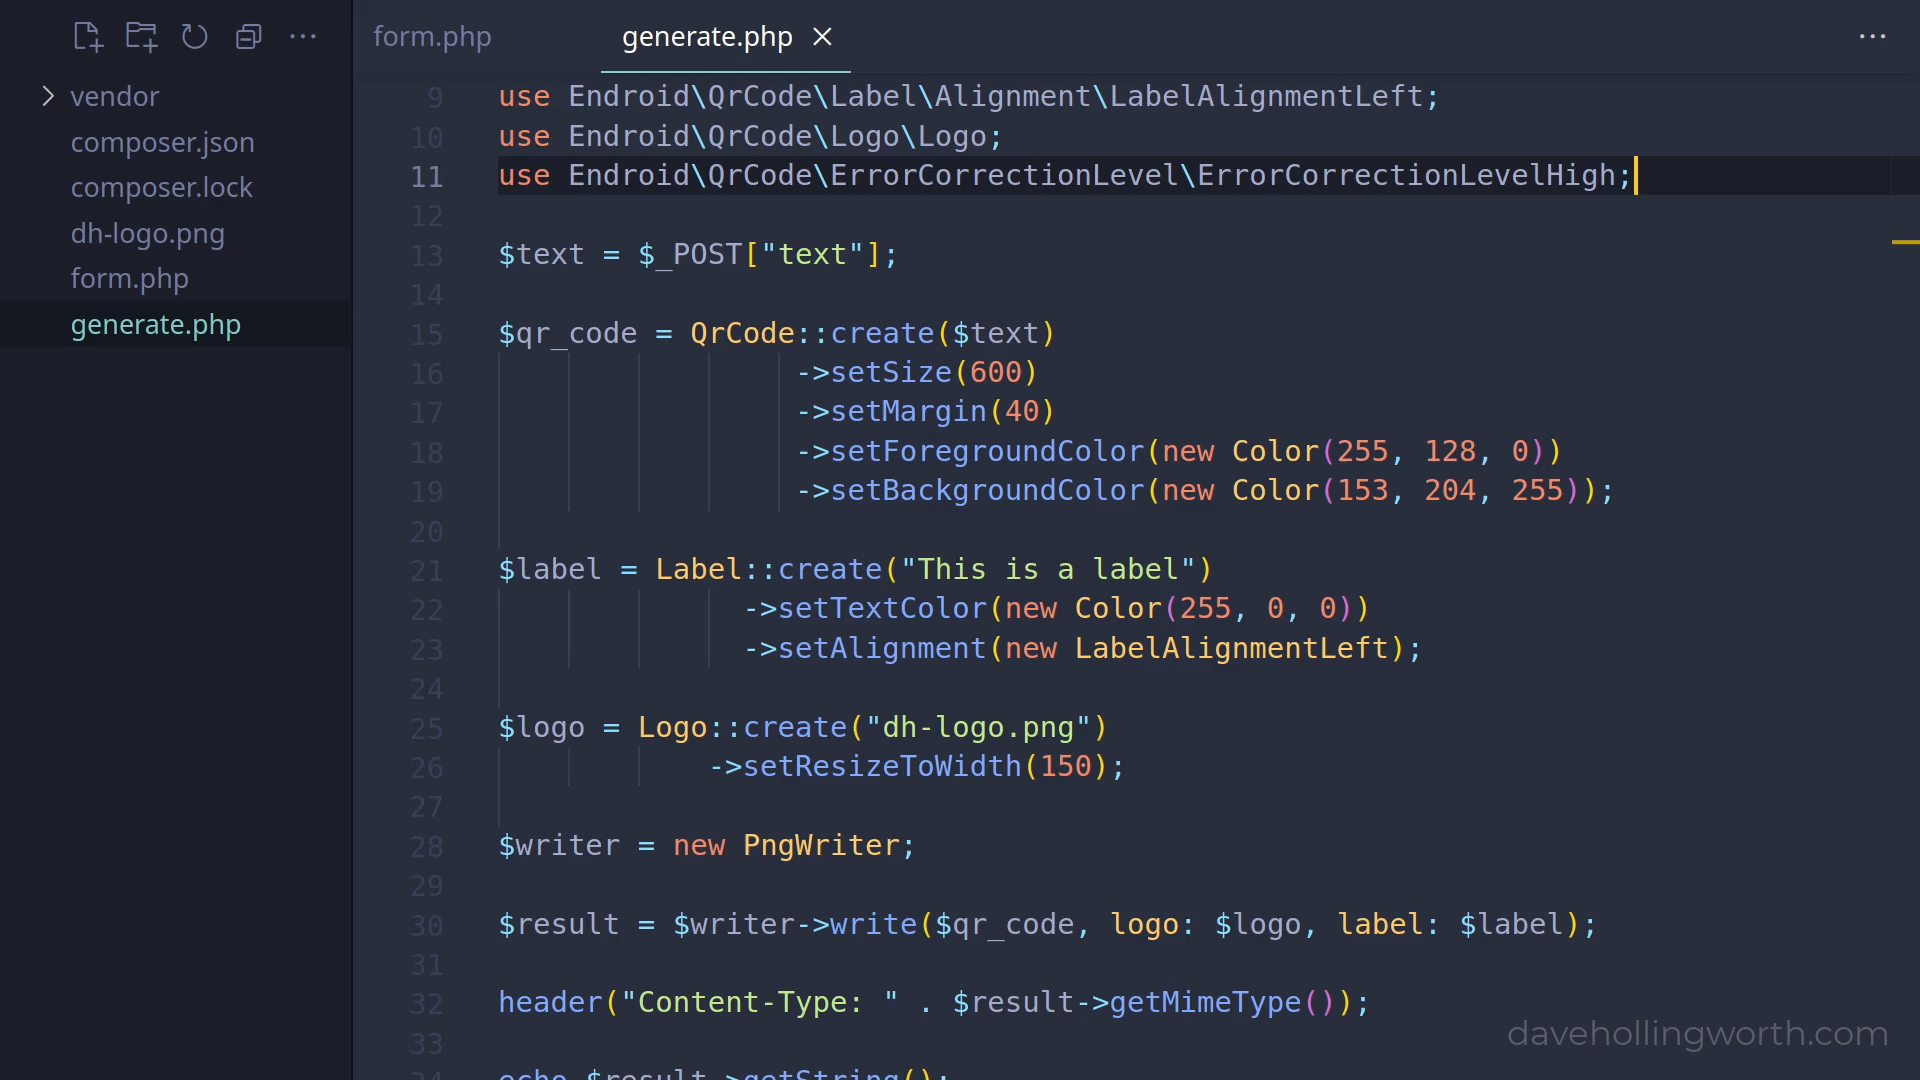 form.php
generate.php
vendor
composer.json
composer.lock
dh-logo.png
form.php
generate.php
9 use Endroid\QrCode\Label\Alignment\LabelAlignmentLeft;
10 use Endroid\QrCode\Logo\Logo;
11 use Endroid\QrCode\ErrorCorrectionLevel\ErrorCorrectionLevelHigh;
12
13 $text = $_POST["text"];
14
15 $qr_code = QrCode::create($text)
16 ->setSize(600)
17 ->setMargin(40)
18 ->setForegroundColor(new Color(255, 128, 0))
19 ->setBackgroundColor(new Color(153, 204, 255));
20
21 $label = Label::create("This is a label")
22 ->setTextColor(new Color(255, 0, 0))
23 ->setAlignment(new LabelAlignmentLeft);
24
25 $logo = Logo::create("dh-logo.png")
26 ->setResizeToWidth(150);
27
28 $writer = new PngWriter;
29
30 $result = $writer->write($qr_code, logo: $logo, label: $label);
31
32 header("Content-Type: " . $result->getMimeType());
33
34 echo $result->getString();
davehollingworth.com